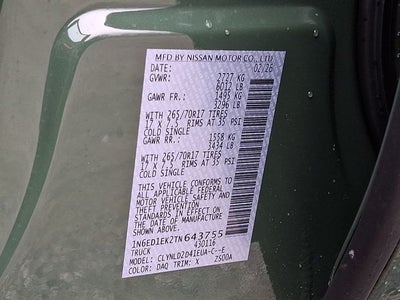 MFD BY NISSAN MOTOR CO., LTD
DATE: 02/26
GVWR: 2727 KG
6012 LB
GAWR FR.: 1495 KG
3296 LB
WITH 265/70R17 TIRES
17 X 7.5 RIMS AT 35 PSI
COLD SINGLE
GAWR RR.: 1558 KG
3434 LB
WITH 265/70R17 TIRES
17 X 7.5 RIMS AT 35 PSI
COLD SINGLE
THIS VEHICLE CONFORMS TO
ALL APPLICABLE FEDERAL
MOTOR VEHICLE SAFETY AND
THEFT PREVENTION
STANDARDS IN EFFECT ON
THE DATE OF MANUFACTURE
SHOWN ABOVE
1N6ED1EK2TN643755
TRUCK 430116
MODEL: CLYNLD2D41EUA-C--E
COLOR: DAQ TRIM: X Z500A